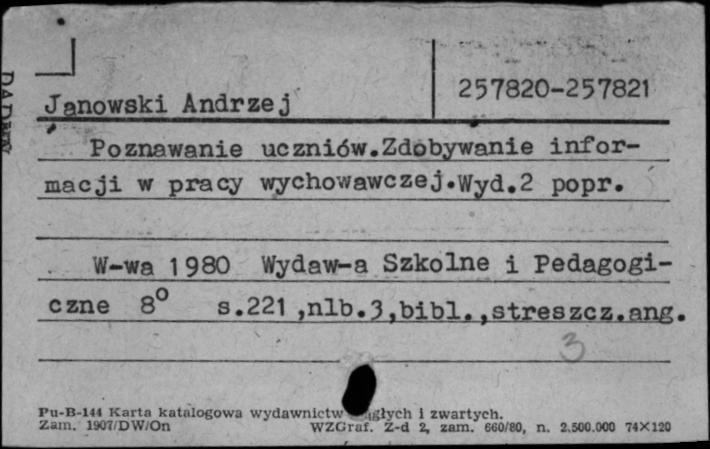 257820-257821
Janowski Andrzej
Poznawanie uczniów.Zdobywanie infor-
macji w pracy wychowawczej.Wyd.2 popr.
W-wa 1980 Wydaw-a Szkolne i Pedagogi-
czne 8° s.221,nlb.3,bibl.,streszcz.ang.
3
Pu-B-144 Karta katalogowa wydawnictw i zwartych.
Zam. 1907/DW/On WZGraf. Z-d 2, zam. 660/80, n. 2.500.000 74X120